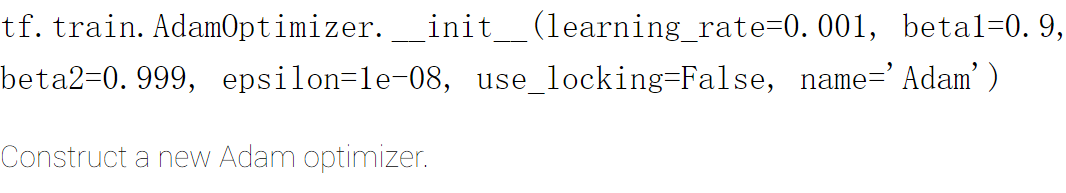 tf.train.AdamOptimizer.__init__(learning_rate=0.001, beta1=0.9,
beta2=0.999, epsilon=1e-08, use_locking=False, name='Adam')
Construct a new Adam optimizer.